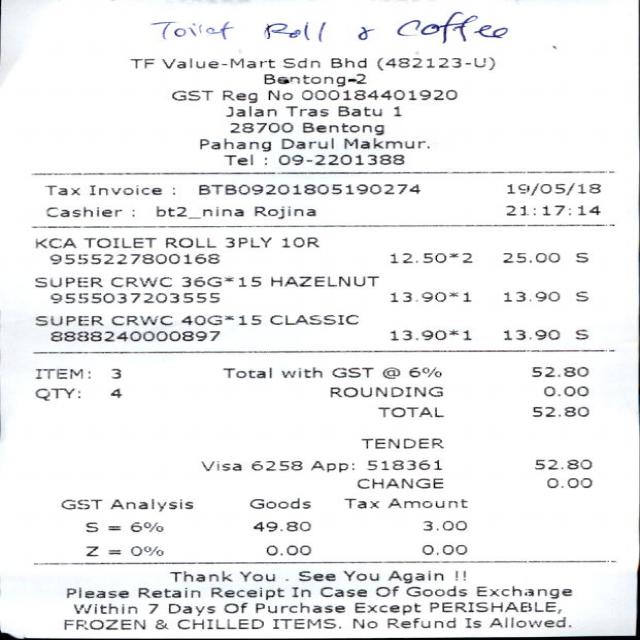 Toilet Roll & Coffee
TF Value-Mart Sdn Bhd (482123-U)
Bentong-2
GST Reg No 000184401920
Jalan Tras Batu 1
28700 Bentong
Pahang Darul Makmur.
Tel : 09-2201388
Tax Invoice : BTB09201805190274 19/05/18
Cashier : bt2_nina Rojina 21:17:14
KCA TOILET ROLL 3PLY 10R
9555227800168 12.50*2 25.00 S
SUPER CRWC 36G*15 HAZELNUT
9555037203555 13.90*1 13.90 S
SUPER CRWC 40G*15 CLASSIC
8888240000897 13.90*1 13.90 S
ITEM: 3 Total with GST @ 6% 52.80
QTY: 4 ROUNDING 0.00
TOTAL 52.80
TENDER
Visa 6258 App: 518361 52.80
CHANGE 0.00
GST Analysis Goods Tax Amount
S = 6% 49.80 3.00
Z = 0% 0.00 0.00
Thank You . See You Again !!
Please Retain Receipt In Case Of Goods Exchange
Within 7 Days Of Purchase Except PERISHABLE,
FROZEN & CHILLED ITEMS. No Refund Is Allowed.